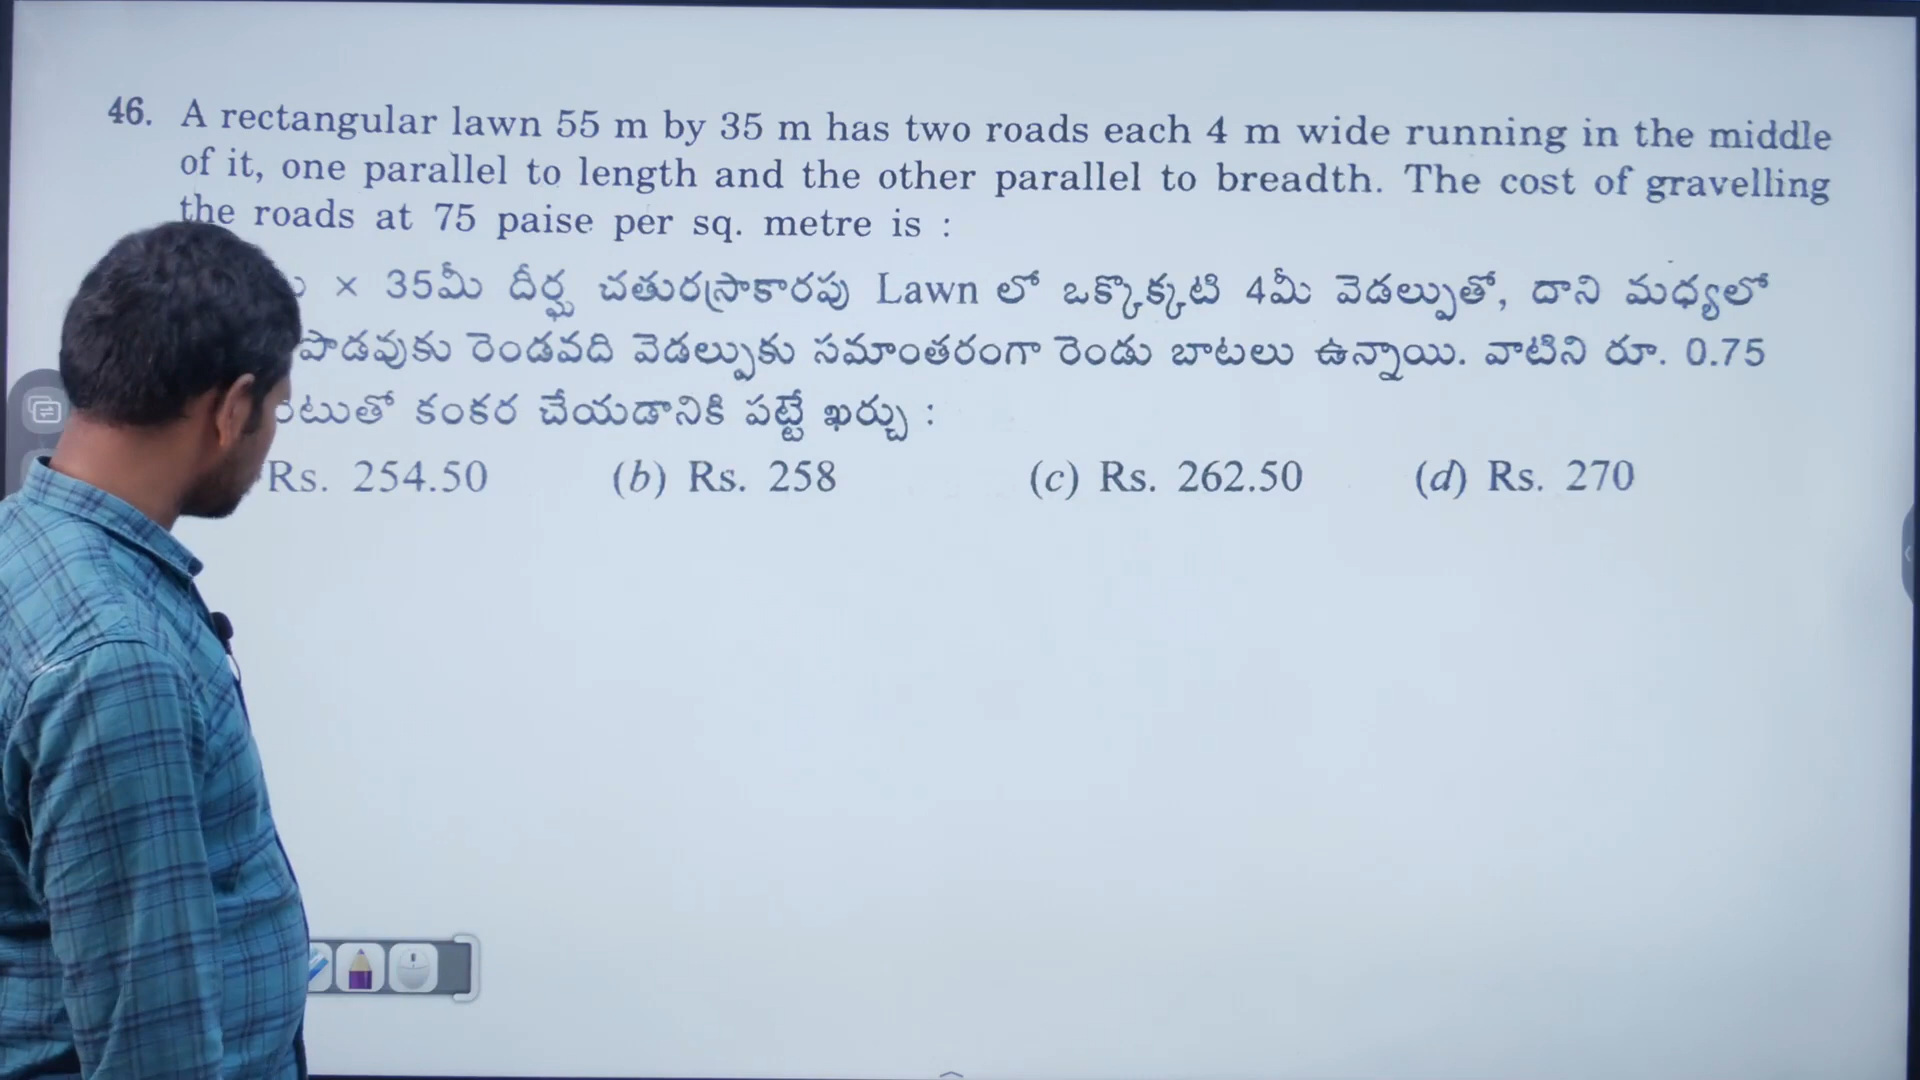 46. A rectangular lawn 55 m by 35 m has two roads each 4 m wide running in the middle
of it, one parallel to length and the other parallel to breadth. The cost of gravelling
the roads at 75 paise per sq. metre is :
× 35మీ దీర్ఘ చతురస్రాకారపు Lawn లో ఒక్కొక్కటి 4మీ వెడల్పుతో, దాని మధ్యలో
పొడవుకు రెండవది వెడల్పుకు సమాంతరంగా రెండు బాటలు ఉన్నాయి. వాటిని రూ. 0.75
కంకర చేయడానికి పట్టే ఖర్చు :
Rs. 254.50 (b) Rs. 258 (c) Rs. 262.50 (d) Rs. 270